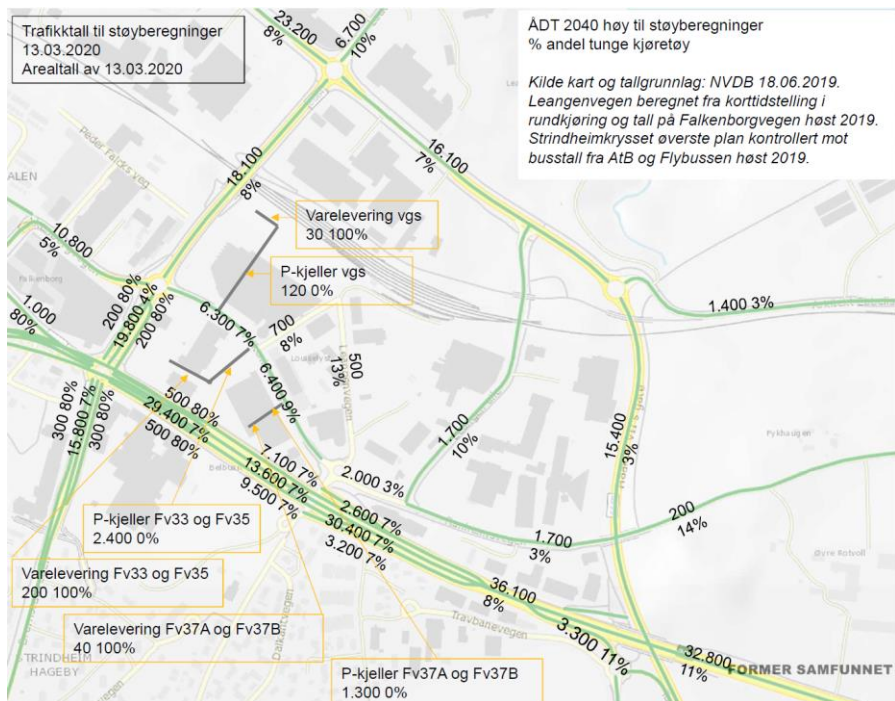 Trafikktall til støyberegninger
13.03.2020
Arealtall av 13.03.2020
ÅDT 2040 høy til støyberegninger
% andel tunge kjøretøy
Kilde kart og tallgrunnlag: NVDB 18.06.2019.
Leangenvegen beregnet fra korttidstelling i
rundkjøring og tall på Falkenborgvegen høst 2019.
Strindheimkrysset øverste plan kontrollert mot
busstall fra AtB og Flybussen høst 2019.
23.200
8%
6.700
10%
16.100
7%
18.100
8%
Peder Falcks veg
ALEN
10.800
5%
Falkenborg
Varelevering vgs
30 100%
P-kjeller vgs
120 0%
1.000
80%
200 80%
19.800 4%
200 80%
6.300 7%
700
8%
500
13%
6.400 9%
1.400 3%
300 80%
15.800 7%
300 80%
500 80%
29.400 7%
500 80%
1.700
10%
15.400
3%
7.100 7%
13.600 7%
9.500 7%
2.000 3%
2.600 7%
30.400 7%
3.200 7%
1.700
3%
200
14%
Øvre Rotvoll
P-kjeller Fv33 og Fv35
2.400 0%
Varelevering Fv33 og Fv35
200 100%
Varelevering Fv37A og Fv37B
40 100%
P-kjeller Fv37A og Fv37B
1.300 0%
Dalkantvegen
Travbanevegen
36.100
8%
3.300 11%
32.800
11%
STRINDHEIM
HAGEBY
FORMER SAMFUNNET